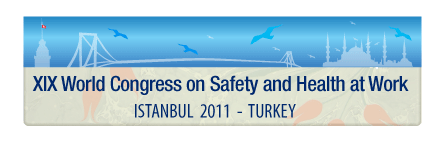 XIX World Congress on Safety and Health at Work
ISTANBUL 2011 - TURKEY